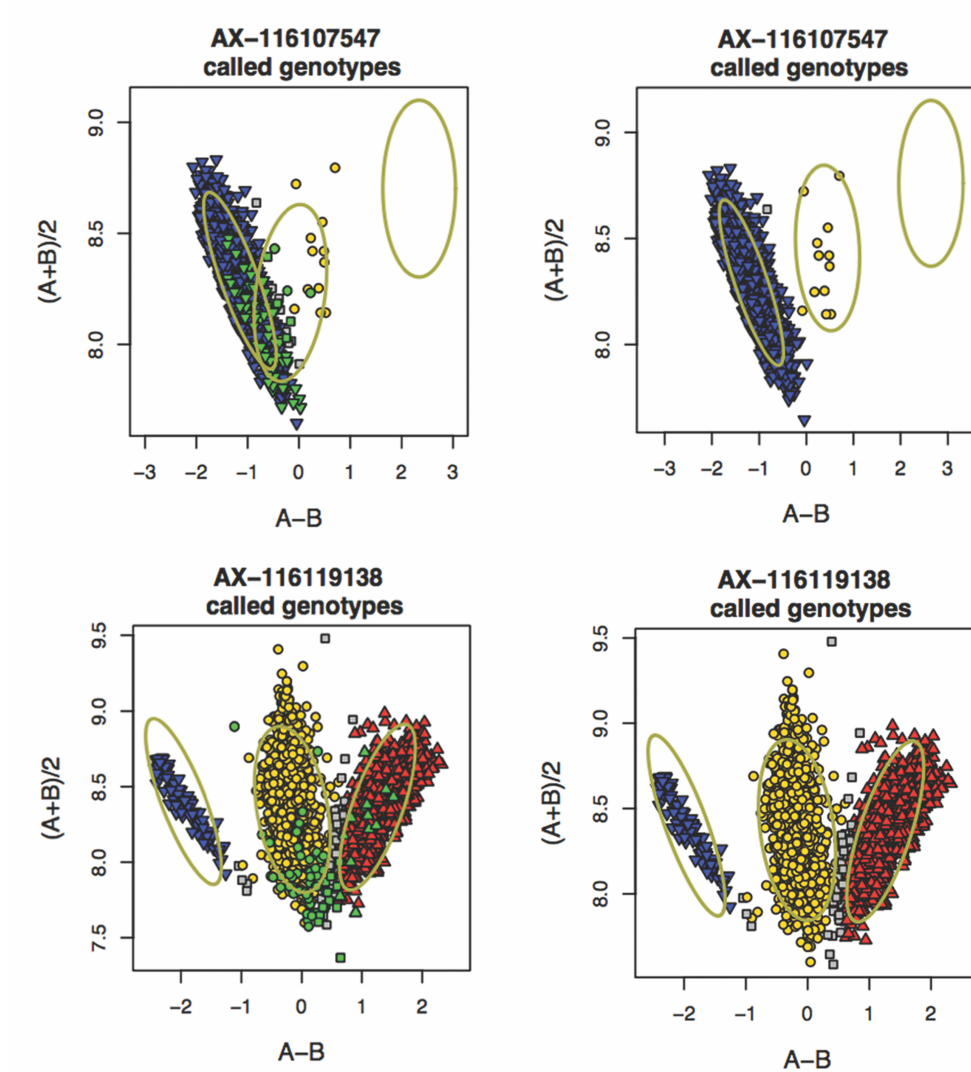 AX−116107547
called genotypes
(A+B)/2
9.0
8.5
8.0
−3 −2 −1 0 1 2 3
A−B
AX−116107547
called genotypes
(A+B)/2
9.0
8.5
8.0
−3 −2 −1 0 1 2 3
A−B
AX−116119138
called genotypes
(A+B)/2
9.5
9.0
8.5
8.0
7.5
−2 −1 0 1 2
A−B
AX−116119138
called genotypes
(A+B)/2
9.5
9.0
8.5
8.0
−2 −1 0 1 2
A−B